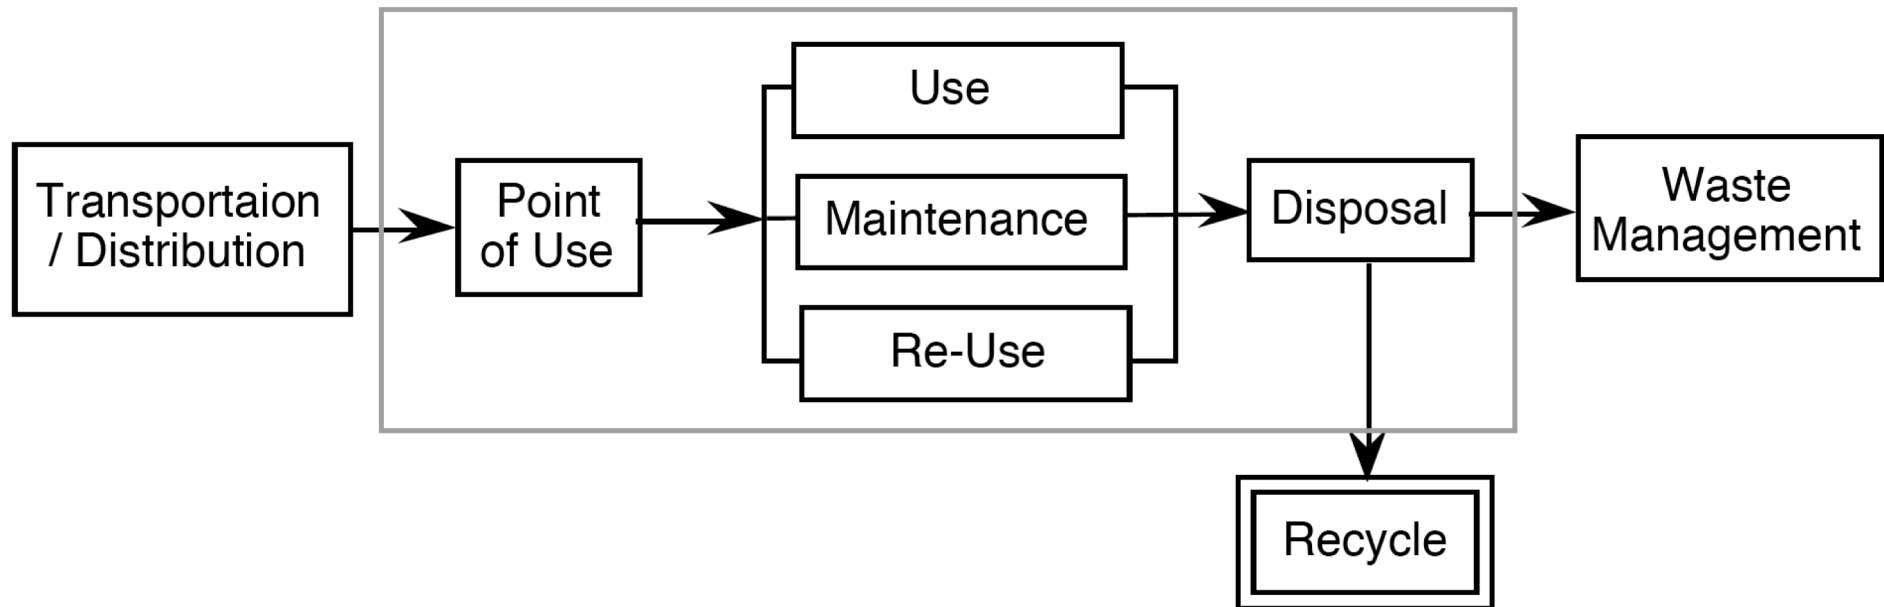 Transportaion
/ Distribution
Point
of Use
Use
Maintenance
Re-Use
Disposal
Waste
Management
Recycle